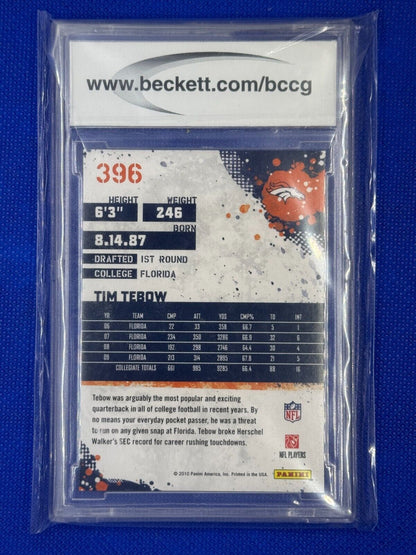 www.beckett.com/bccg
396
HEIGHT WEIGHT
6'3" 246
BORN
8.14.87
DRAFTED 1ST ROUND
COLLEGE FLORIDA
TIM TEBOW
YR TEAM CMP ATT YDS CMP% TD INT
06 FLORIDA 22 33 358 66.7 5 1
07 FLORIDA 234 350 3286 66.9 32 6
08 FLORIDA 192 298 2746 64.4 30 4
09 FLORIDA 213 314 2895 67.8 21 5
COLLEGIATE TOTALS 661 995 9285 66.4 88 16
Tebow was arguably the most popular and exciting
quarterback in all of college football in recent years. By
no means your everyday pocket passer, he was a threat
to run on any given snap at Florida. Tebow broke Herschel
Walker's SEC record for career rushing touchdowns.
NFL
NFL PLAYERS
© 2010 Panini America, Inc. Printed in the USA.
PANINI